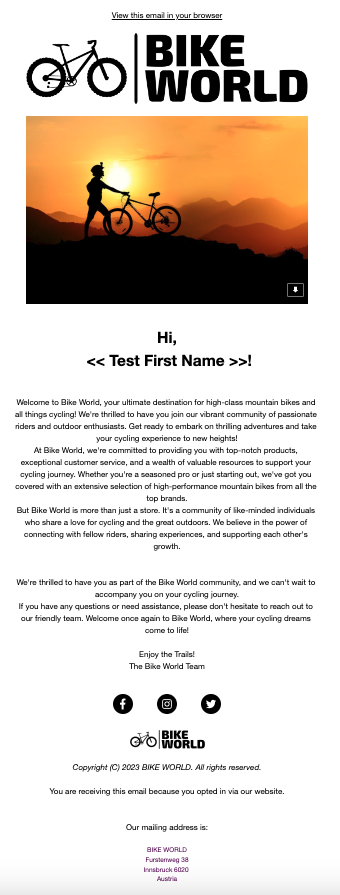 View this email in your browser
BIKE
WORLD
Hi,
<< Test First Name >>!
Welcome to Bike World, your ultimate destination for high-class mountain bikes and
all things cycling! We're thrilled to have you join our vibrant community of passionate
riders and outdoor enthusiasts. Get ready to embark on thrilling adventures and take
your cycling experience to new heights!
At Bike World, we're committed to providing you with top-notch products,
exceptional customer service, and a wealth of valuable resources to support your
cycling journey. Whether you're a seasoned pro or just starting out, we've got you
covered with an extensive selection of high-performance mountain bikes from all the
top brands.
But Bike World is more than just a store. It's a community of like-minded individuals
who share a love for cycling and the great outdoors. We believe in the power of
connecting with fellow riders, sharing experiences, and supporting each other's
growth.
We're thrilled to have you as part of the Bike World community, and we can't wait to
accompany you on your cycling journey.
If you have any questions or need assistance, please don't hesitate to reach out to
our friendly team. Welcome once again to Bike World, where your cycling dreams
come to life!
Enjoy the Trails!
The Bike World Team
BIKE
WORLD
Copyright (C) 2023 BIKE WORLD. All rights reserved.
You are receiving this email because you opted in via our website.
Our mailing address is:
BIKE WORLD
Furstenweg 38
Innsbruck 6020
Austria